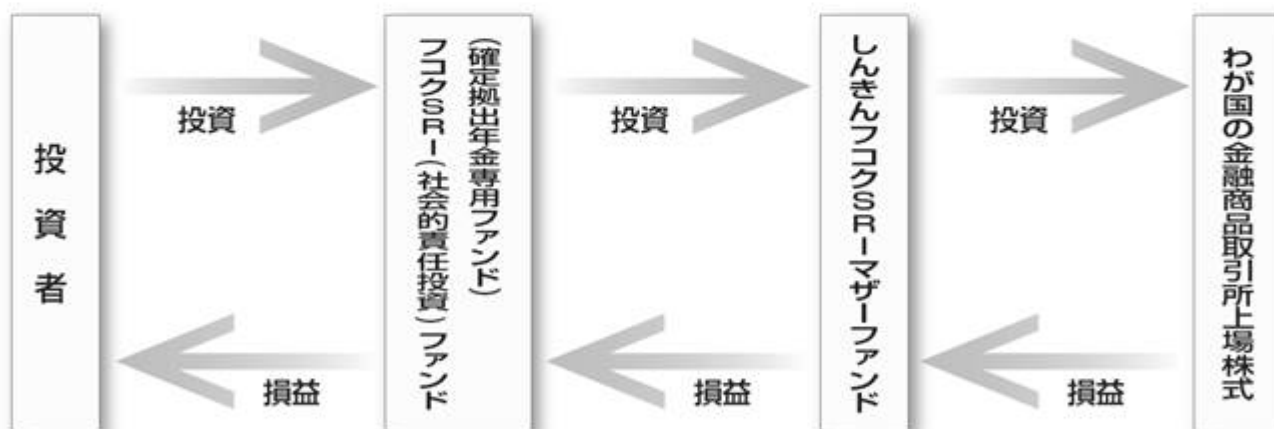 投資者
投資
損益
フコクSRI(社会的責任投資)ファンド
(確定拠出年金専用ファンド)
投資
損益
しんきんフコクSRIマザーファンド
投資
損益
わが国の金融商品取引所上場株式